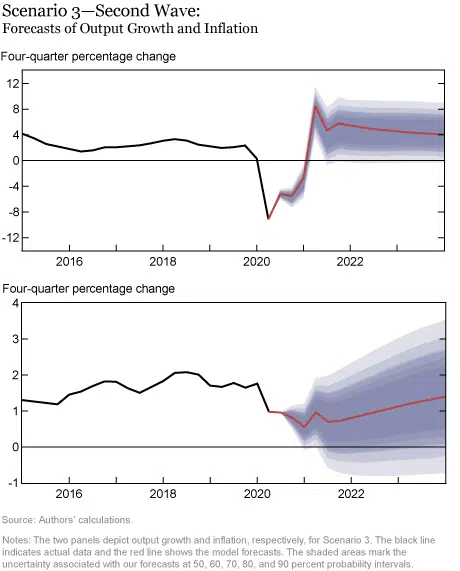 Scenario 3—Second Wave:
Forecasts of Output Growth and Inflation
Four-quarter percentage change
12
8
4
0
-4
-8
-12
2016 2018 2020 2022
Four-quarter percentage change
4
3
2
1
0
-1
2016 2018 2020 2022
Source: Authors’ calculations.
Notes: The two panels depict output growth and inflation, respectively, for Scenario 3. The black line
indicates actual data and the red line shows the model forecasts. The shaded areas mark the
uncertainty associated with our forecasts at 50, 60, 70, 80, and 90 percent probability intervals.